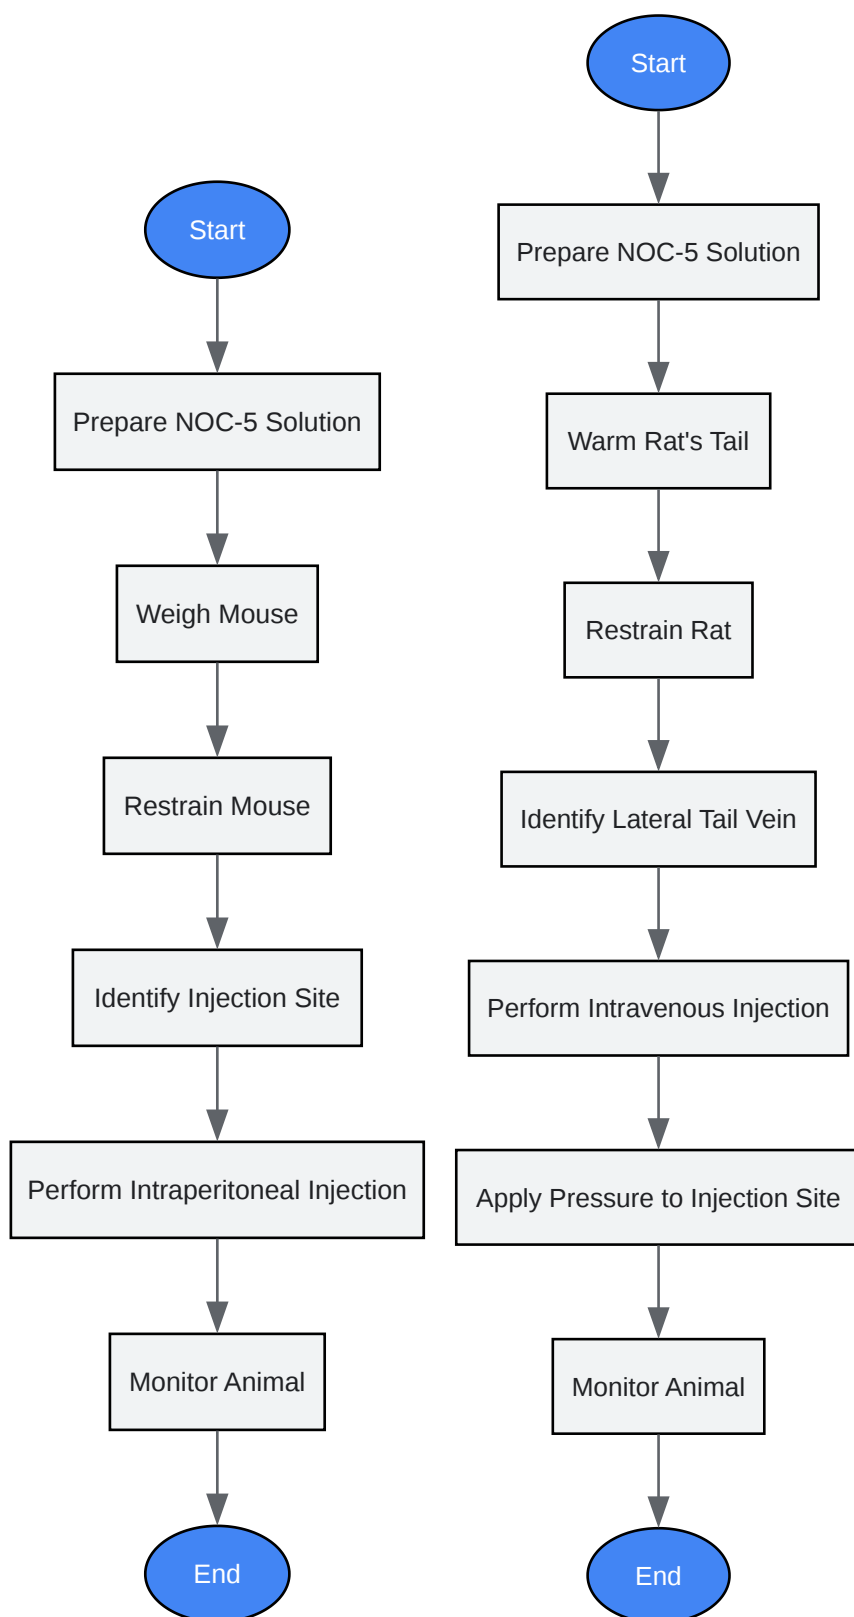 Start
Prepare NOC-5 Solution
Weigh Mouse
Restrain Mouse
Identify Injection Site
Perform Intraperitoneal Injection
Monitor Animal
End
Start
Prepare NOC-5 Solution
Warm Rat's Tail
Restrain Rat
Identify Lateral Tail Vein
Perform Intravenous Injection
Apply Pressure to Injection Site
Monitor Animal
End